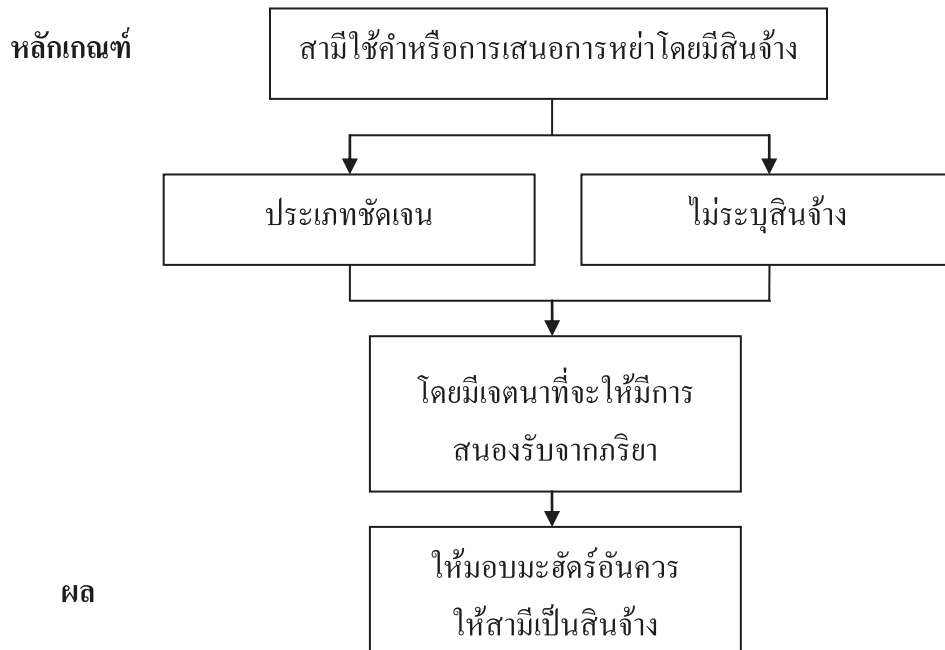 หลักเกณฑ์
สามีใช้คำหรือการเสนอการหย่าโดยมีสินจ้าง
ประเภทชัดเจน
ไม่ระบุสินจ้าง
โดยมีเจตนาที่จะให้มีการ
สนองรับจากภริยา
ผล
ให้มอบมะฮัดร์อันควร
ให้สามีเป็นสินจ้าง